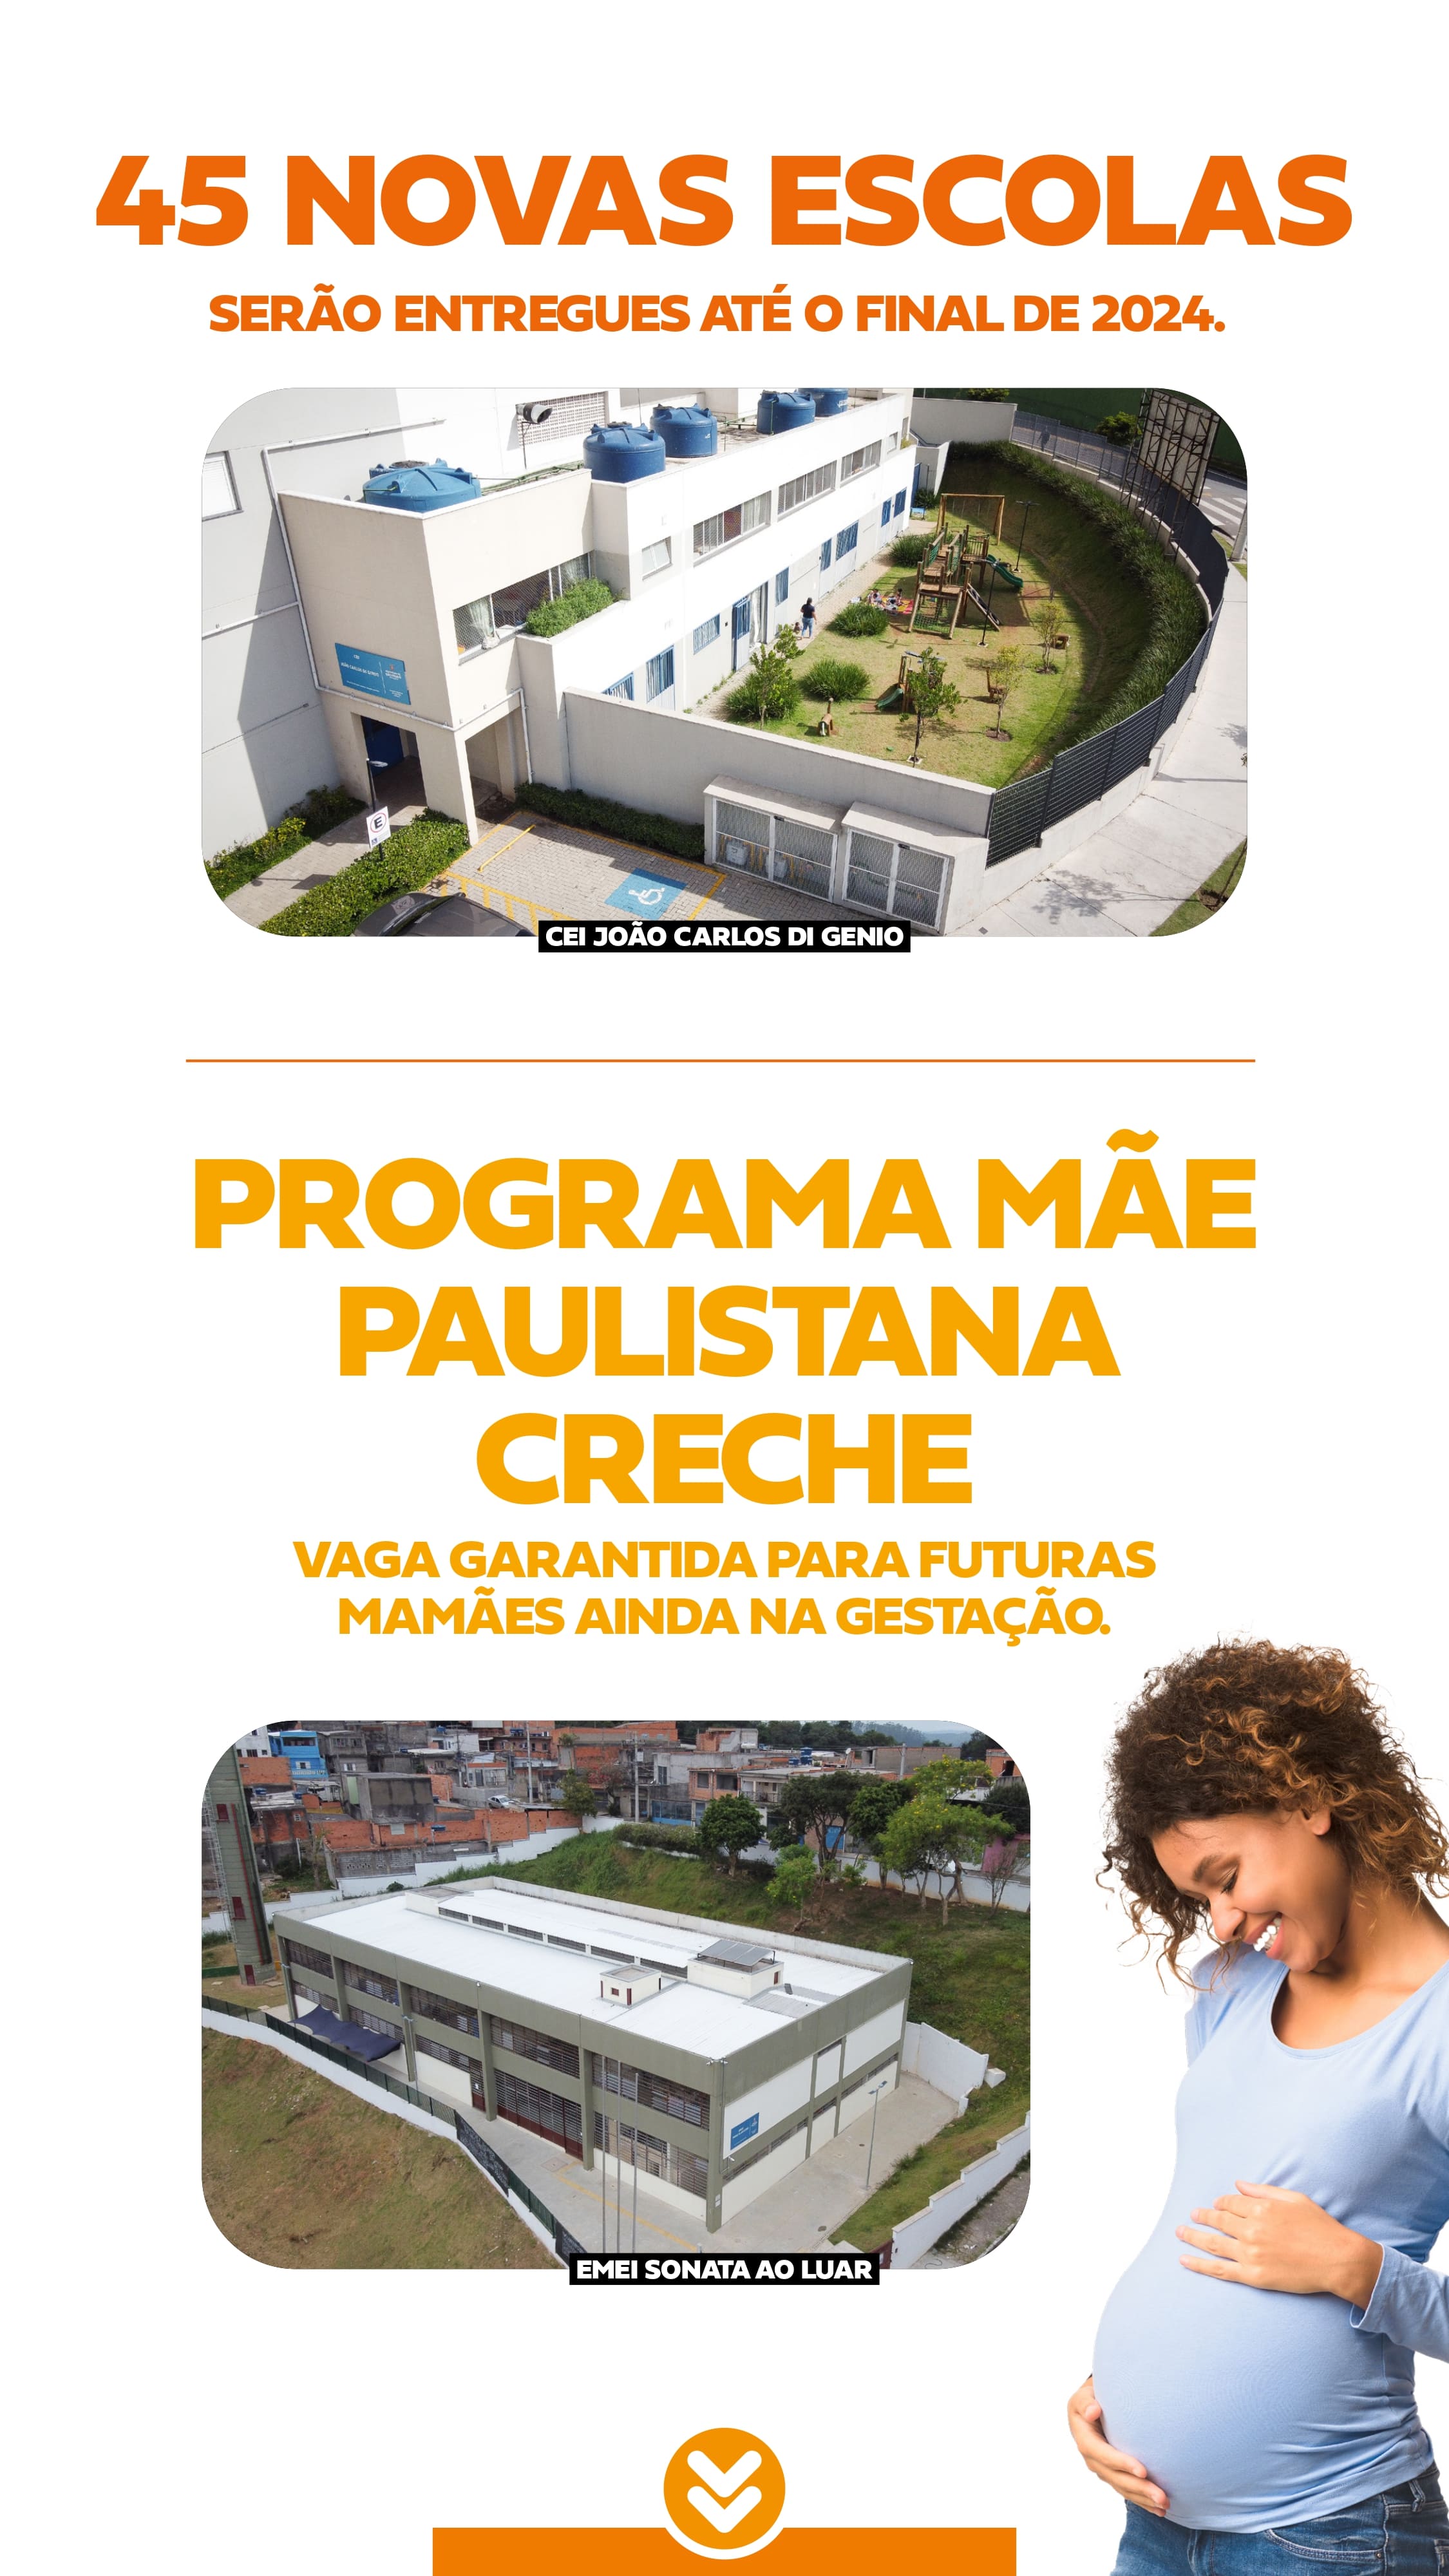 45 NOVAS ESCOLAS
SERÃO ENTREGUES ATÉ O FINAL DE 2024.
E
CEI JOÃO CARLOS DI GENIO
PROGRAMA MÃE
PAULISTANA
CRECHE
VAGA GARANTIDA PARA FUTURAS
MAMÃES AINDA NA GESTAÇÃO.
EMEI SONATA AO LUAR